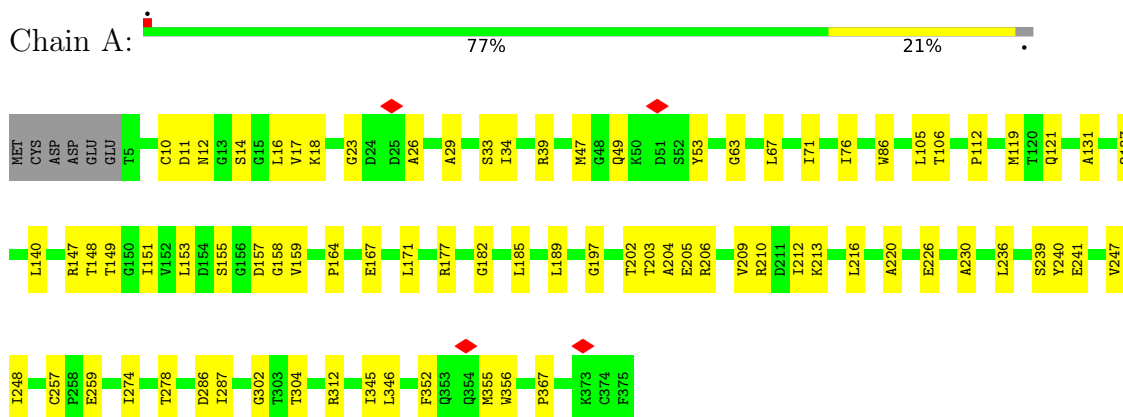 Chain A:
77% 21%
MET CYS ASP ASP GLU GLU T5 C10 D11 N12 G13 S14 G15 L16 V17 K18 G23 D24 D25 A26 A29 S33 I34 R39 M47 G48 Q49 K50 D51 S52 Y53 G63 L67 I71 I76 W86 L105 T106 P112 M119 T120 Q121 A131
L140 R147 T148 T149 G150 I151 V152 L153 D154 S155 G156 D157 G158 V159 P164 E167 L171 R177 G182 L185 L189 G197 T202 T203 A204 E205 R206 V209 R210 D211 I212 K213 L216 A220 E226 A230 L236 S239 Y240 E241 V247
I248 C257 P258 E259 I274 T278 D286 I287 G302 T303 T304 R312 I345 L346 F352 Q353 Q354 M355 W356 P367 K373 C374 F375